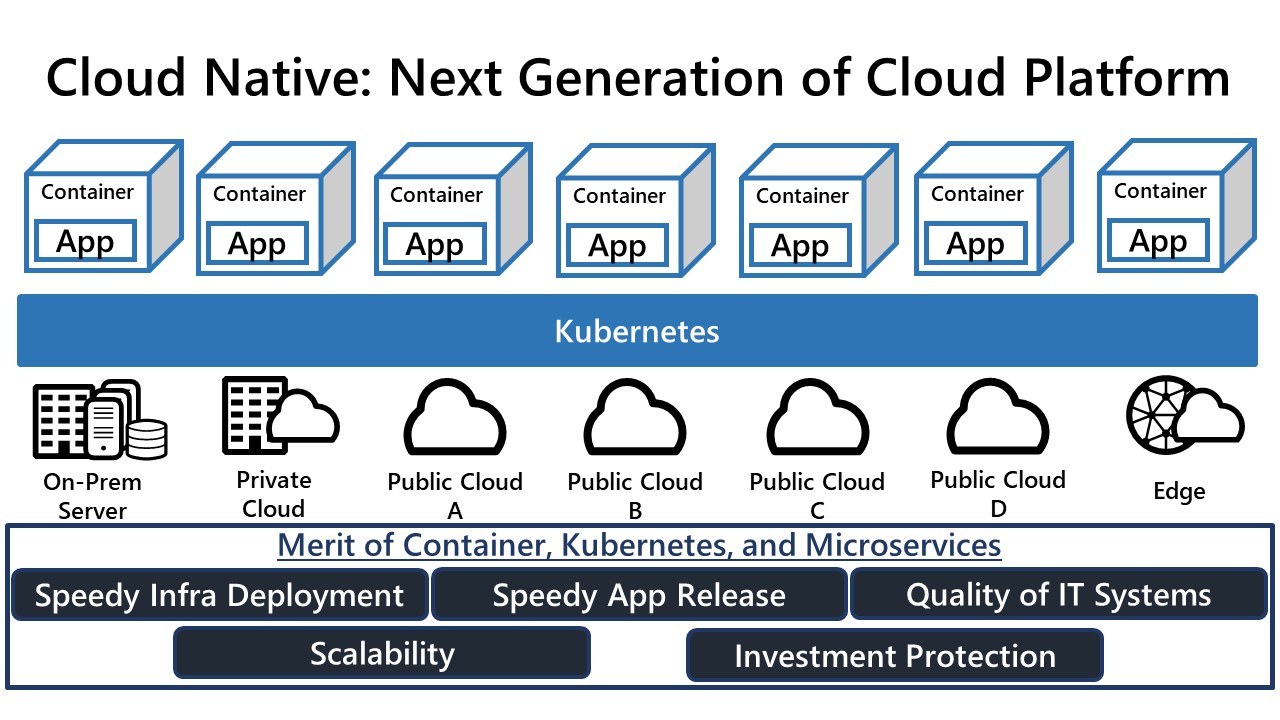 Cloud Native: Next Generation of Cloud Platform
Container
App
Container
App
Container
App
Container
App
Container
App
Container
App
Container
App
Kubernetes
On-Prem
Server
Private
Cloud
Public Cloud
A
Public Cloud
B
Public Cloud
C
Public Cloud
D
Edge
Merit of Container, Kubernetes, and Microservices
Speedy Infra Deployment
Speedy App Release
Quality of IT Systems
Scalability
Investment Protection